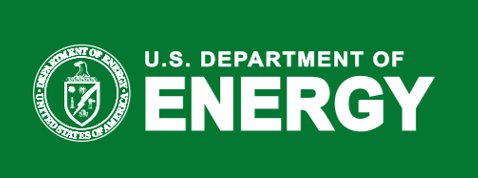 DEPARTMENT OF ENERGY
UNITED STATES OF AMERICA
U.S. DEPARTMENT OF
ENERGY